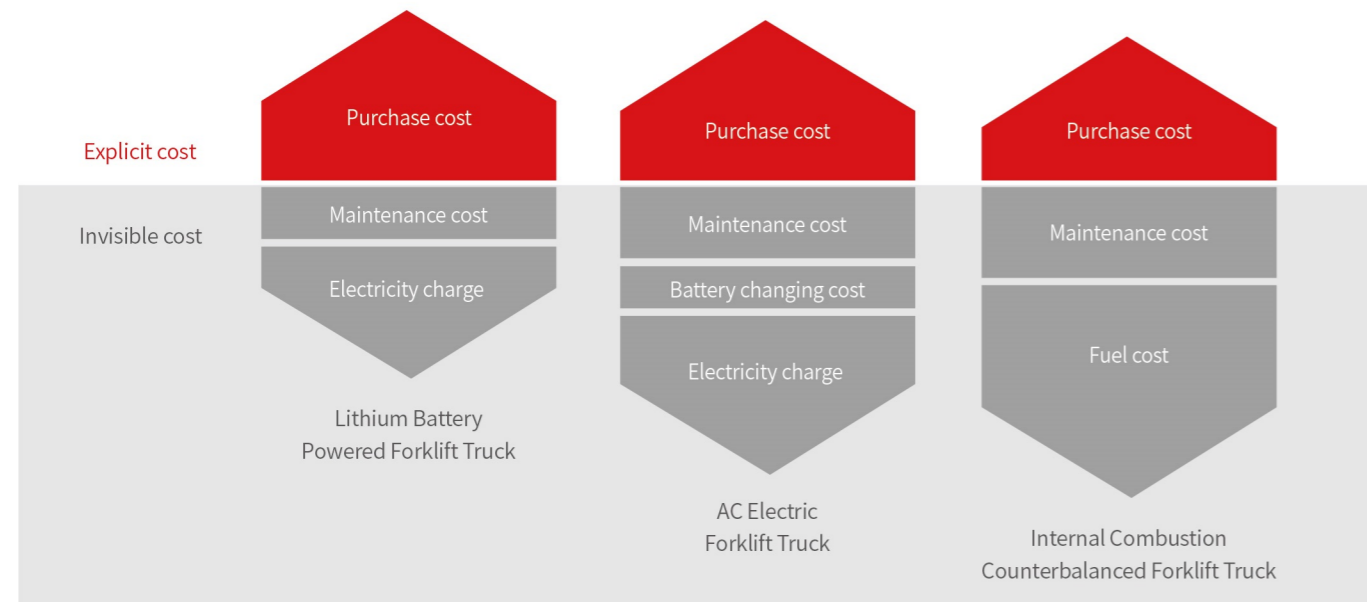 Explicit cost
Invisible cost
Purchase cost
Maintenance cost
Electricity charge
Lithium Battery
Powered Forklift Truck
Purchase cost
Maintenance cost
Battery changing cost
Electricity charge
AC Electric
Forklift Truck
Purchase cost
Maintenance cost
Fuel cost
Internal Combustion
Counterbalanced Forklift Truck